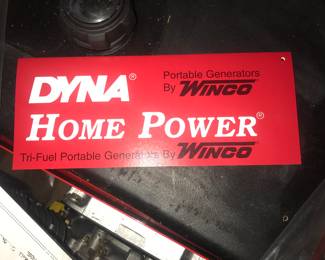 DYNA® Portable Generators
By WINCO®
HOME POWER®
Tri-Fuel Portable Generators By WINCO®